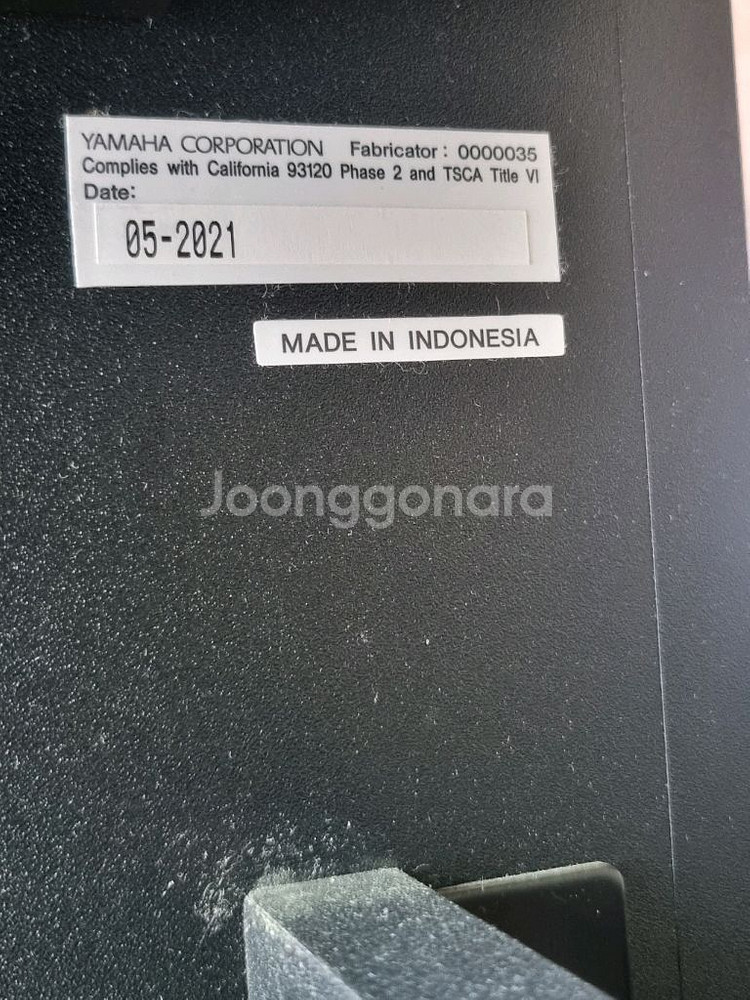 YAMAHA CORPORATION Fabricator : 0000035
Complies with California 93120 Phase 2 and TSCA Title VI
Date:
05-2021
MADE IN INDONESIA
Joonggonara